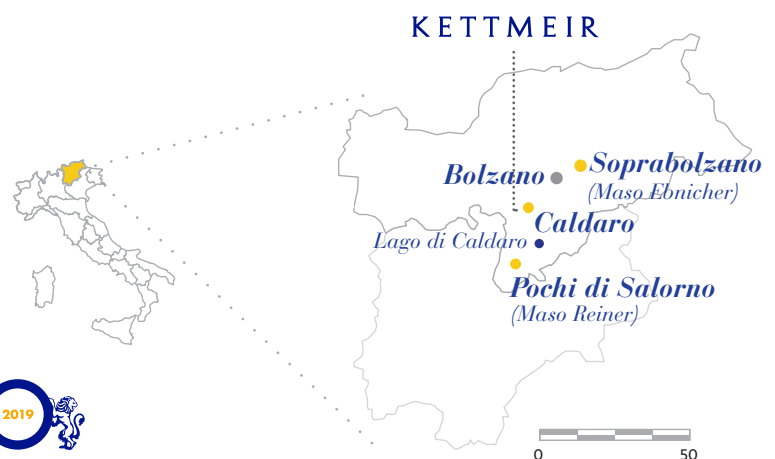 KETTMEIR
Soprabolzano
(Maso Ebnicher)
Bolzano
Caldaro
Lago di Caldaro
Pochi di Salorno
(Maso Reiner)
2019
0 50